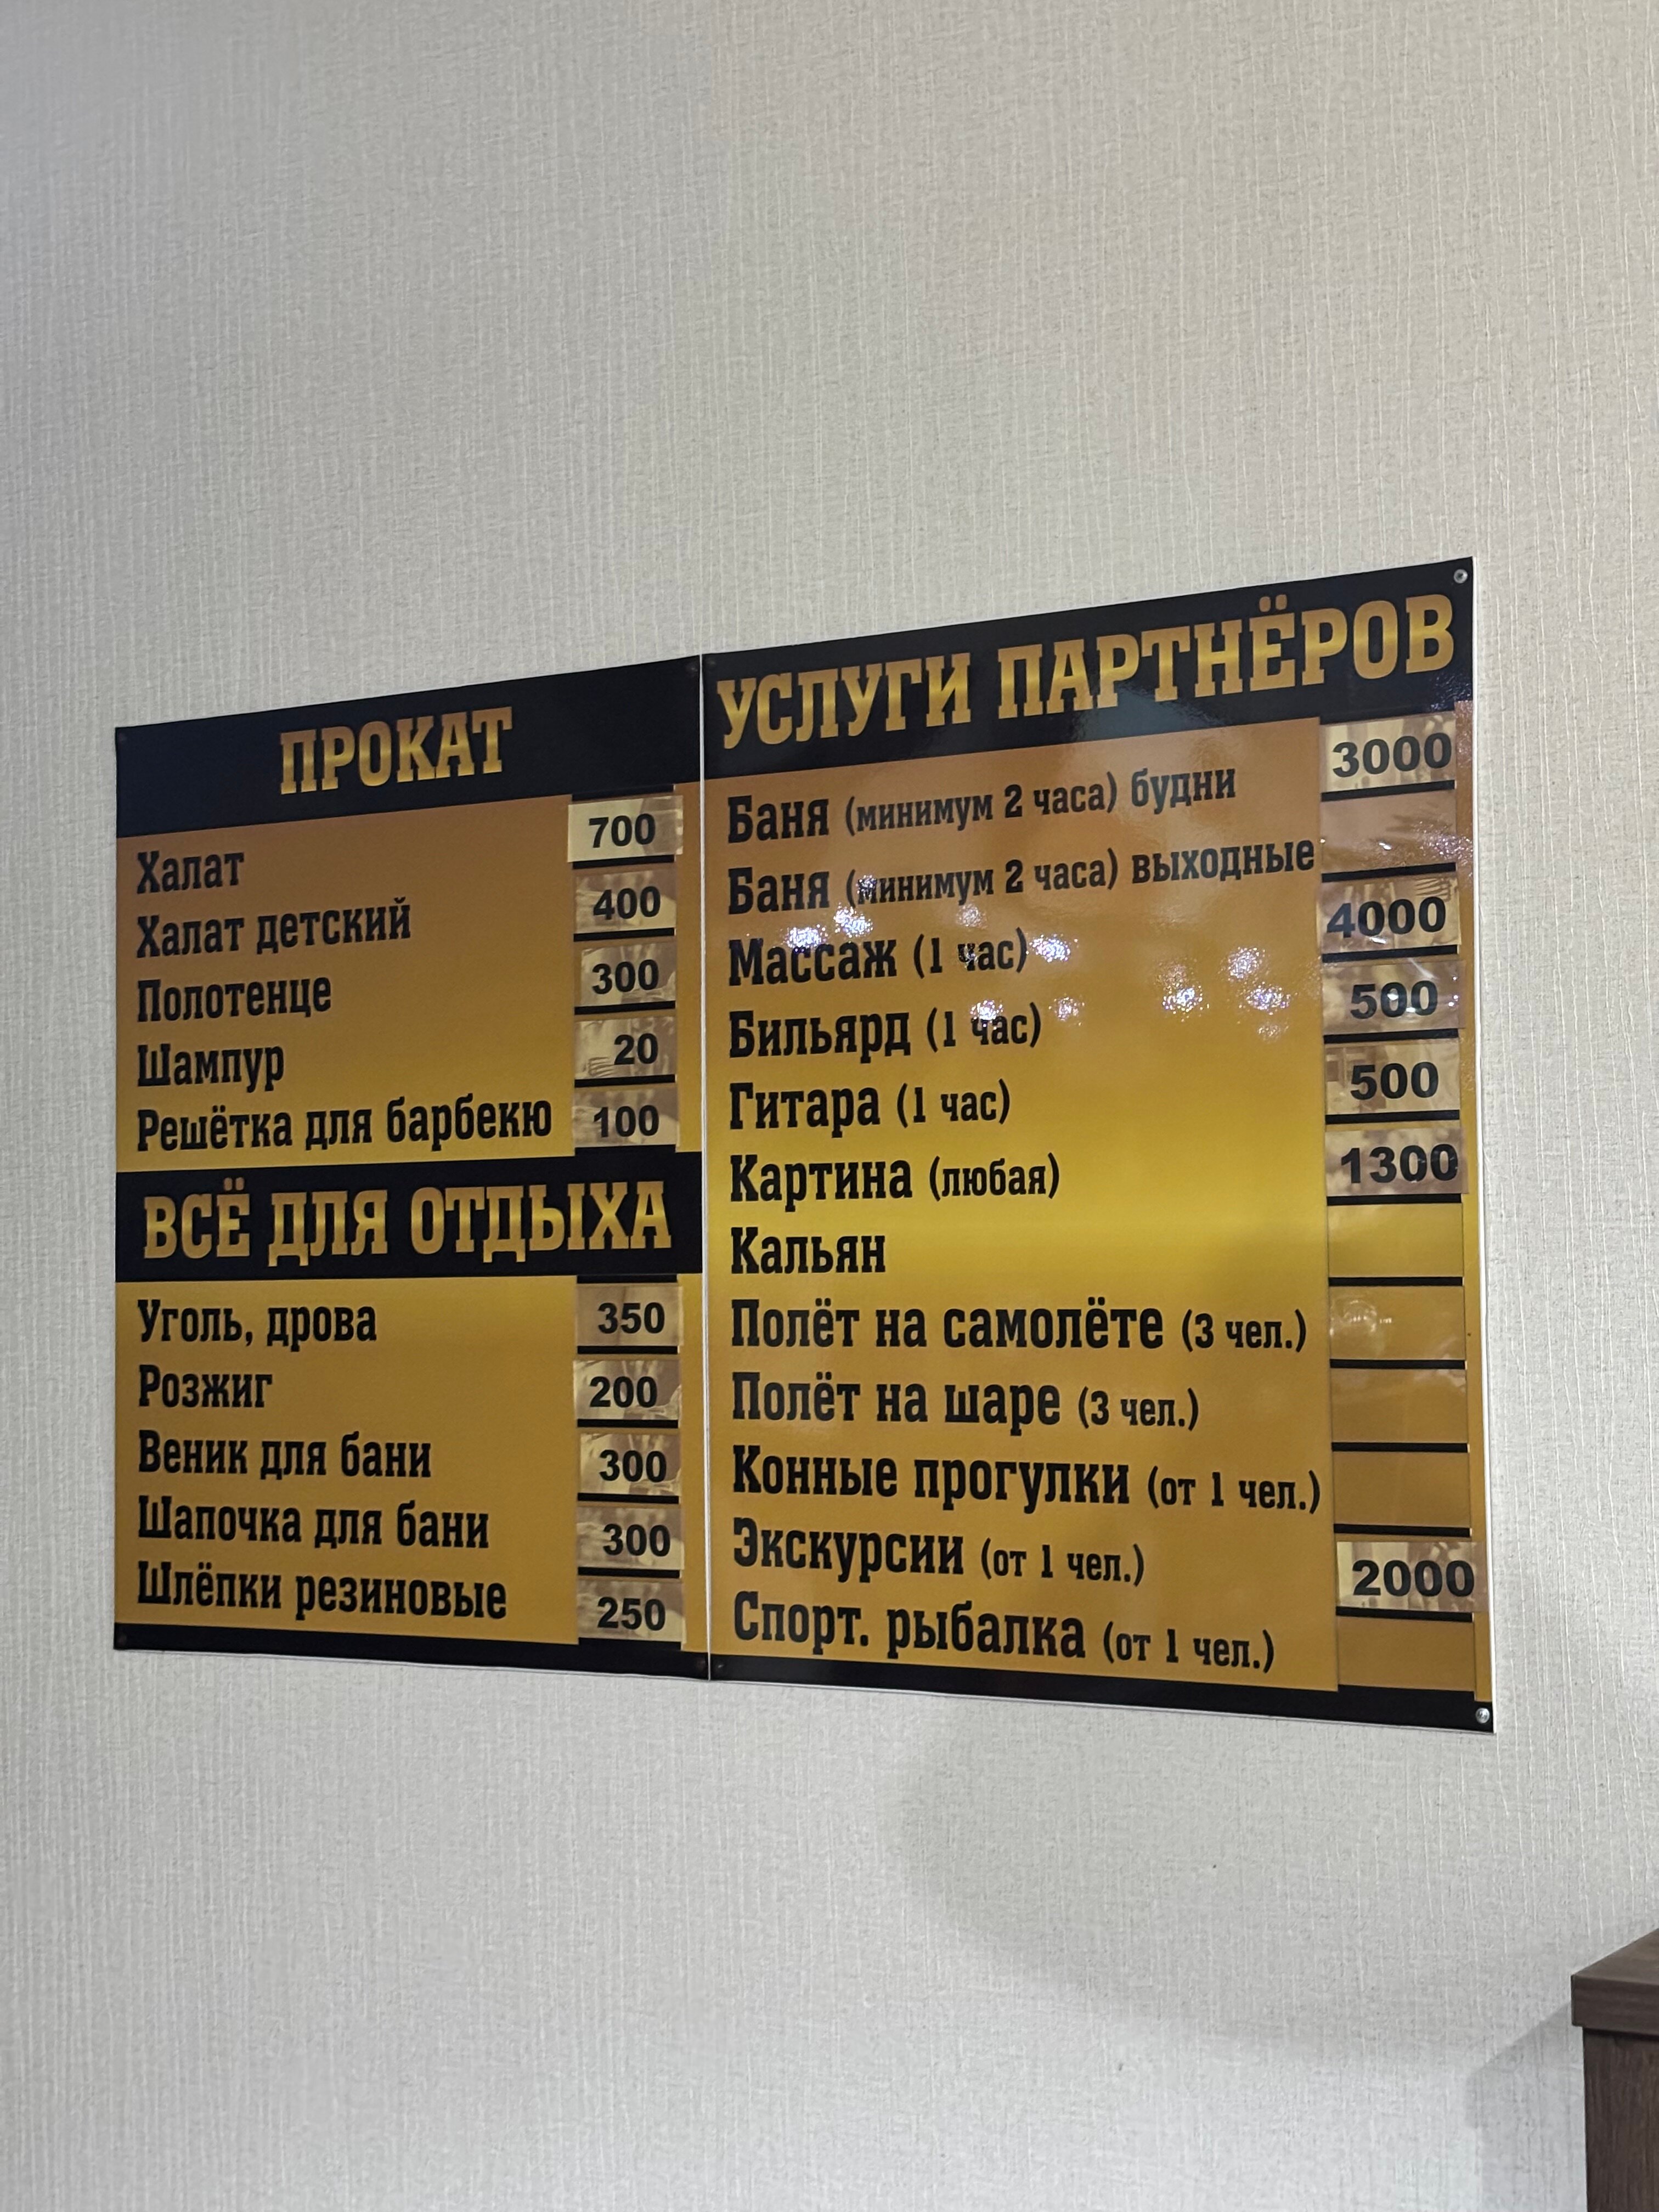 ПРОКАТ
Халат 700
Халат детский 400
Полотенце 300
Шампур 20
Решётка для барбекю 100
ВСЁ ДЛЯ ОТДЫХА
Уголь, дрова 350
Розжиг 200
Веник для бани 300
Шапочка для бани 300
Шлёпки резиновые 250
УСЛУГИ ПАРТНЁРОВ
Баня (минимум 2 часа) будни 3000
Баня (минимум 2 часа) выходные
Массаж (1 час) 4000
Бильярд (1 час) 500
Гитара (1 час) 500
Картина (любая) 1300
Кальян
Полёт на самолёте (3 чел.)
Полёт на шаре (3 чел.)
Конные прогулки (от 1 чел.)
Экскурсии (от 1 чел.) 2000
Спорт. рыбалка (от 1 чел.)